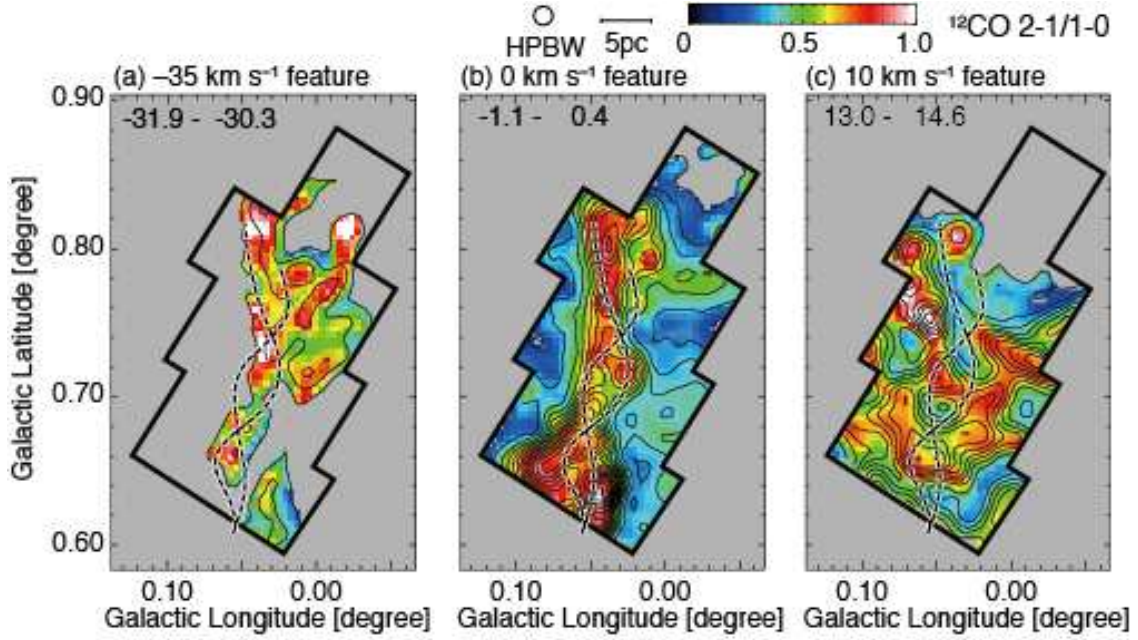 HPBW 5pc 0 0.5 1.0 ¹²CO 2-1/1-0
(a) –35 km s⁻¹ feature (b) 0 km s⁻¹ feature (c) 10 km s⁻¹ feature
-31.9 - -30.3 -1.1 - 0.4 13.0 - 14.6
0.90
0.80
0.70
0.60
Galactic Latitude [degree]
0.10 0.00 0.10 0.00 0.10 0.00
Galactic Longitude [degree] Galactic Longitude [degree] Galactic Longitude [degree]